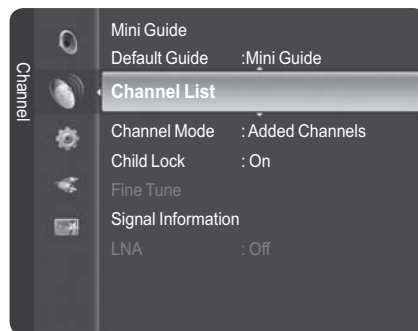 Channel
Mini Guide
Default Guide :Mini Guide
Channel List
Channel Mode : Added Channels
Child Lock : On
Fine Tune
Signal Information
LNA : Off